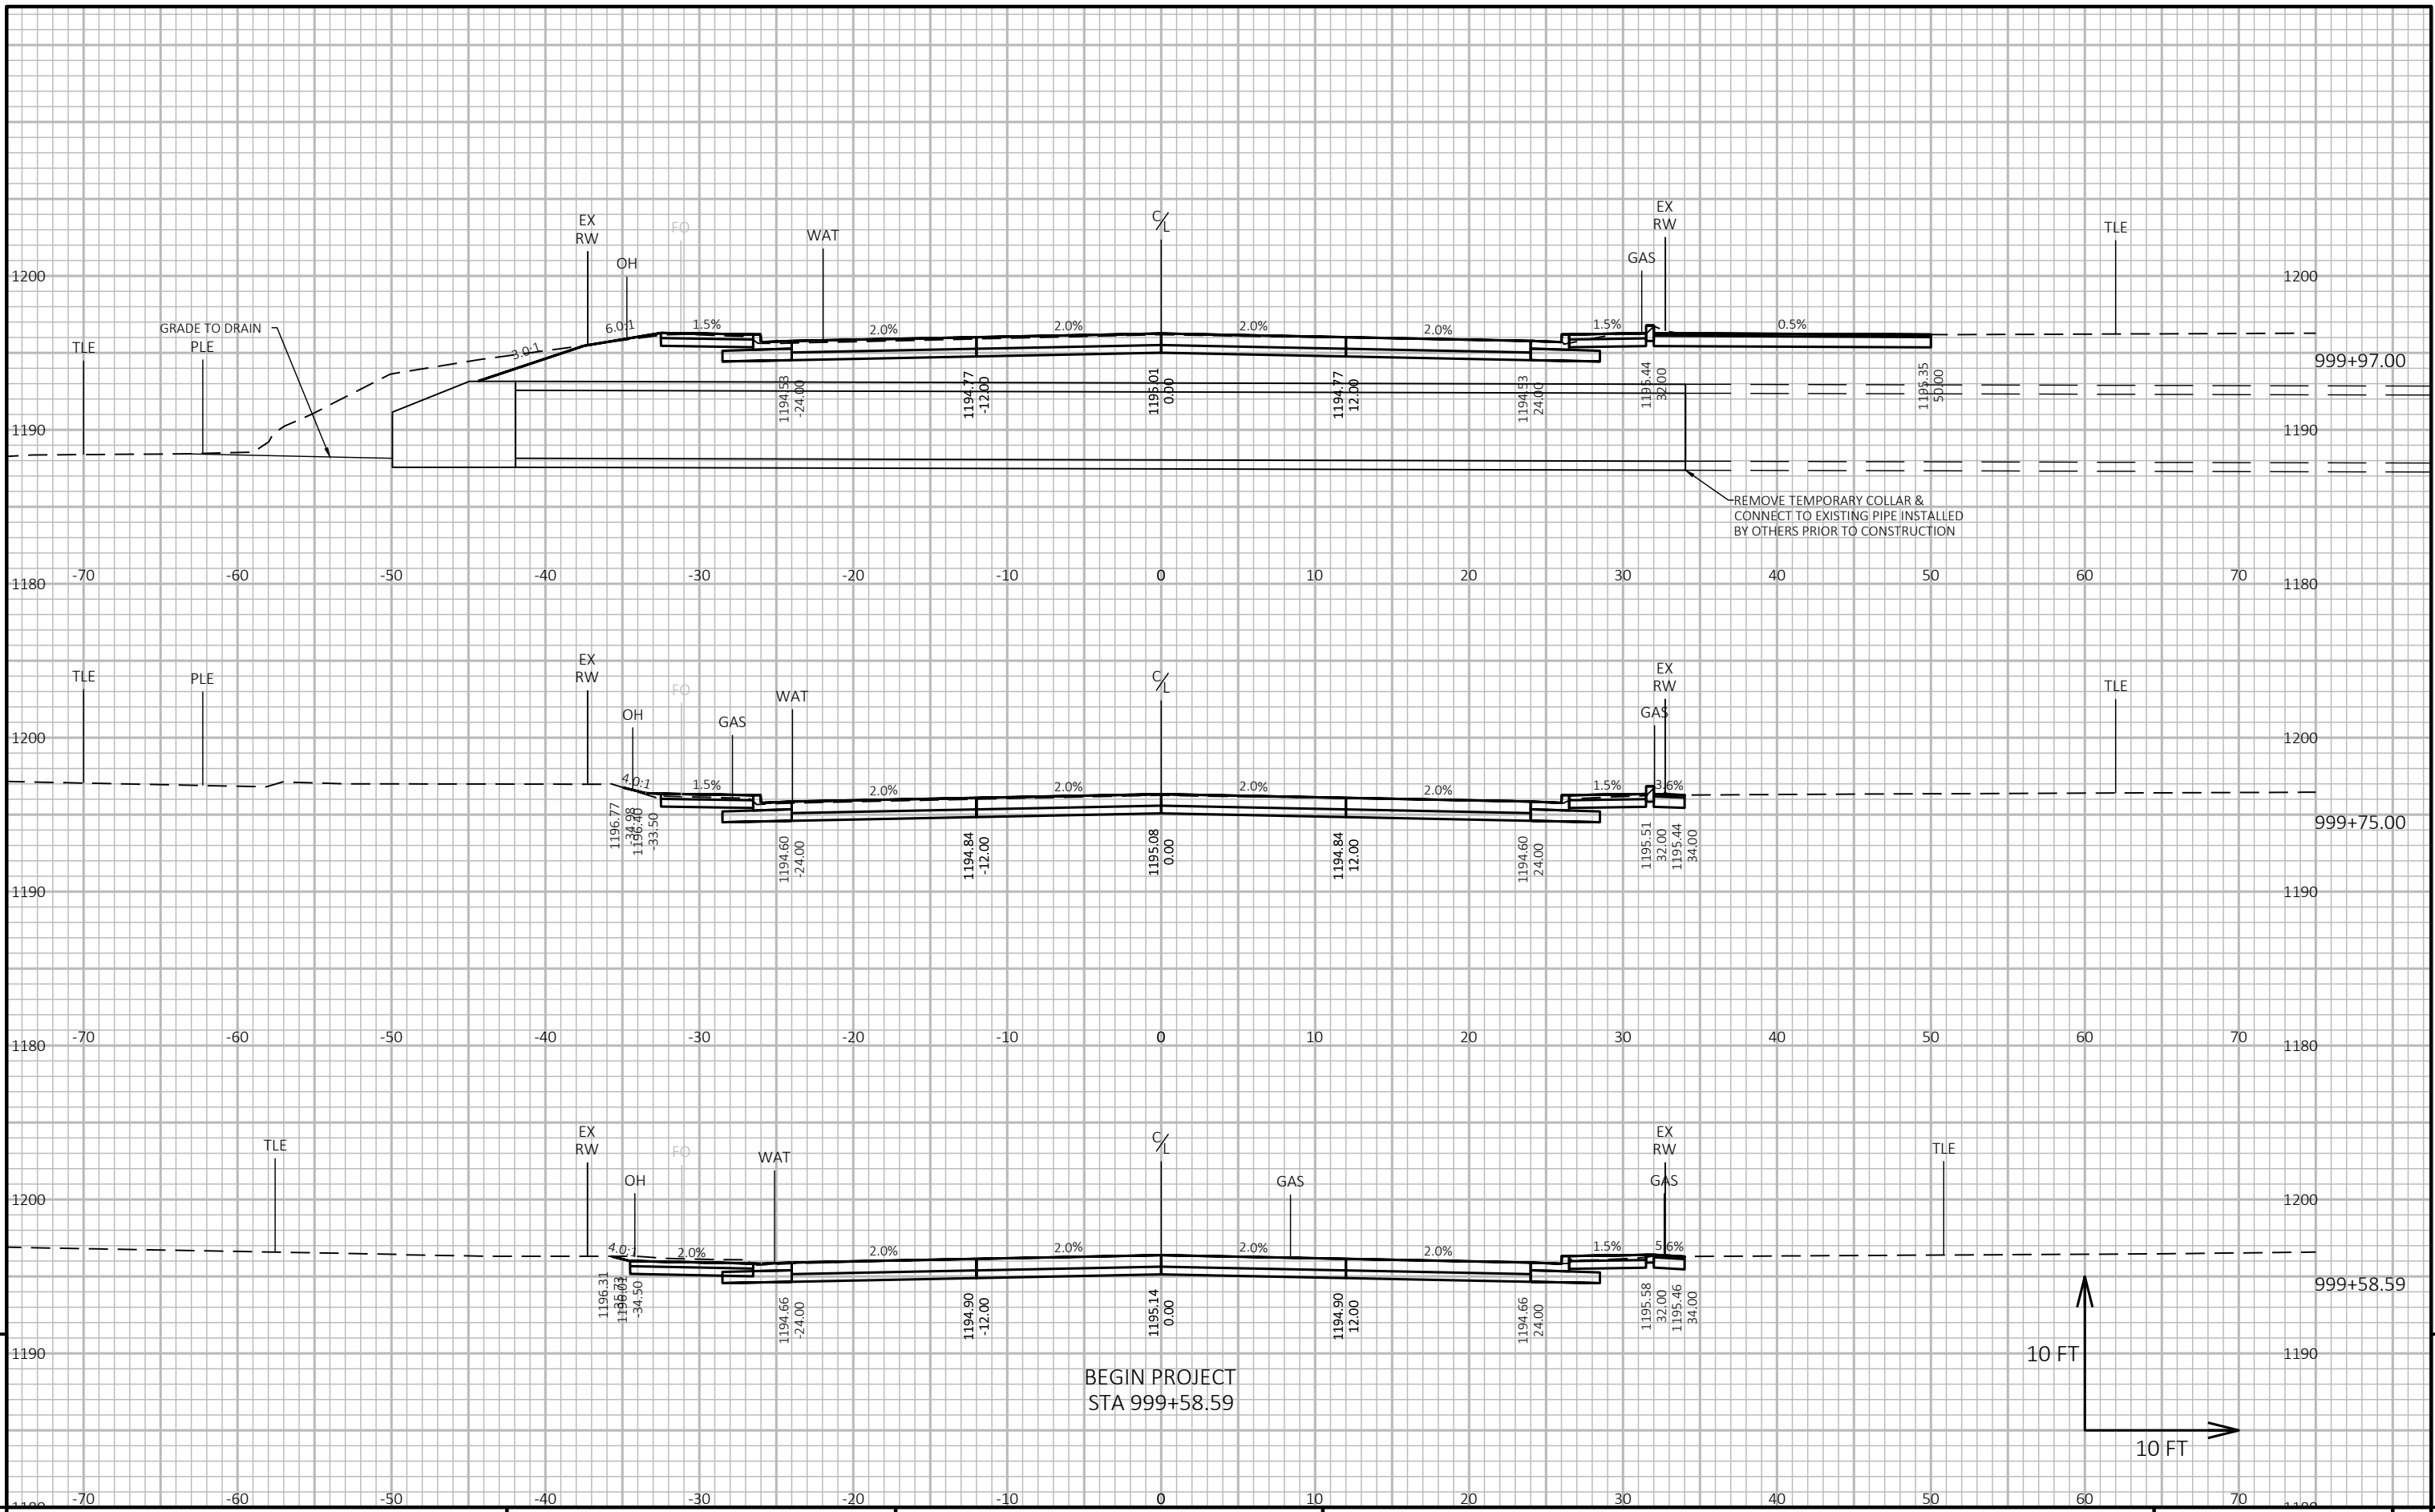 EX
RW
FO
OH
WAT
C/L
EX
RW
GAS
TLE
1200
1200
GRADE TO DRAIN
TLE
PLE
3.0:1
6.0:1
1.5%
2.0%
2.0%
2.0%
2.0%
1.5%
0.5%
999+97.00
1194.53
-24.00
1194.77
-12.00
1195.01
0.00
1194.77
12.00
1194.53
24.00
1195.44
32.00
1195.35
50.00
1190
1190
REMOVE TEMPORARY COLLAR &
CONNECT TO EXISTING PIPE INSTALLED
BY OTHERS PRIOR TO CONSTRUCTION
1180 -70 -60 -50 -40 -30 -20 -10 0 10 20 30 40 50 60 70 1180
TLE
PLE
EX
RW
FO
OH
GAS
WAT
C/L
EX
RW
GAS
TLE
1200
1200
4.0:1
1.5%
2.0%
2.0%
2.0%
2.0%
1.5%
3.6%
999+75.00
1196.77
-34.98
1196.40
-33.50
1194.60
-24.00
1194.84
-12.00
1195.08
0.00
1194.84
12.00
1194.60
24.00
1195.51
32.00
1195.44
34.00
1190
1190
1180 -70 -60 -50 -40 -30 -20 -10 0 10 20 30 40 50 60 70 1180
TLE
EX
RW
FO
OH
WAT
C/L
GAS
EX
RW
GAS
TLE
1200
1200
4.0:1
2.0%
2.0%
2.0%
2.0%
2.0%
1.5%
5.6%
999+58.59
1196.31
-35.73
1196.01
-34.50
1194.66
-24.00
1194.90
-12.00
1195.14
0.00
1194.90
12.00
1194.66
24.00
1195.58
32.00
1195.46
34.00
1190
1190
BEGIN PROJECT
STA 999+58.59
10 FT
10 FT
1180 -70 -60 -50 -40 -30 -20 -10 0 10 20 30 40 50 60 70 1180